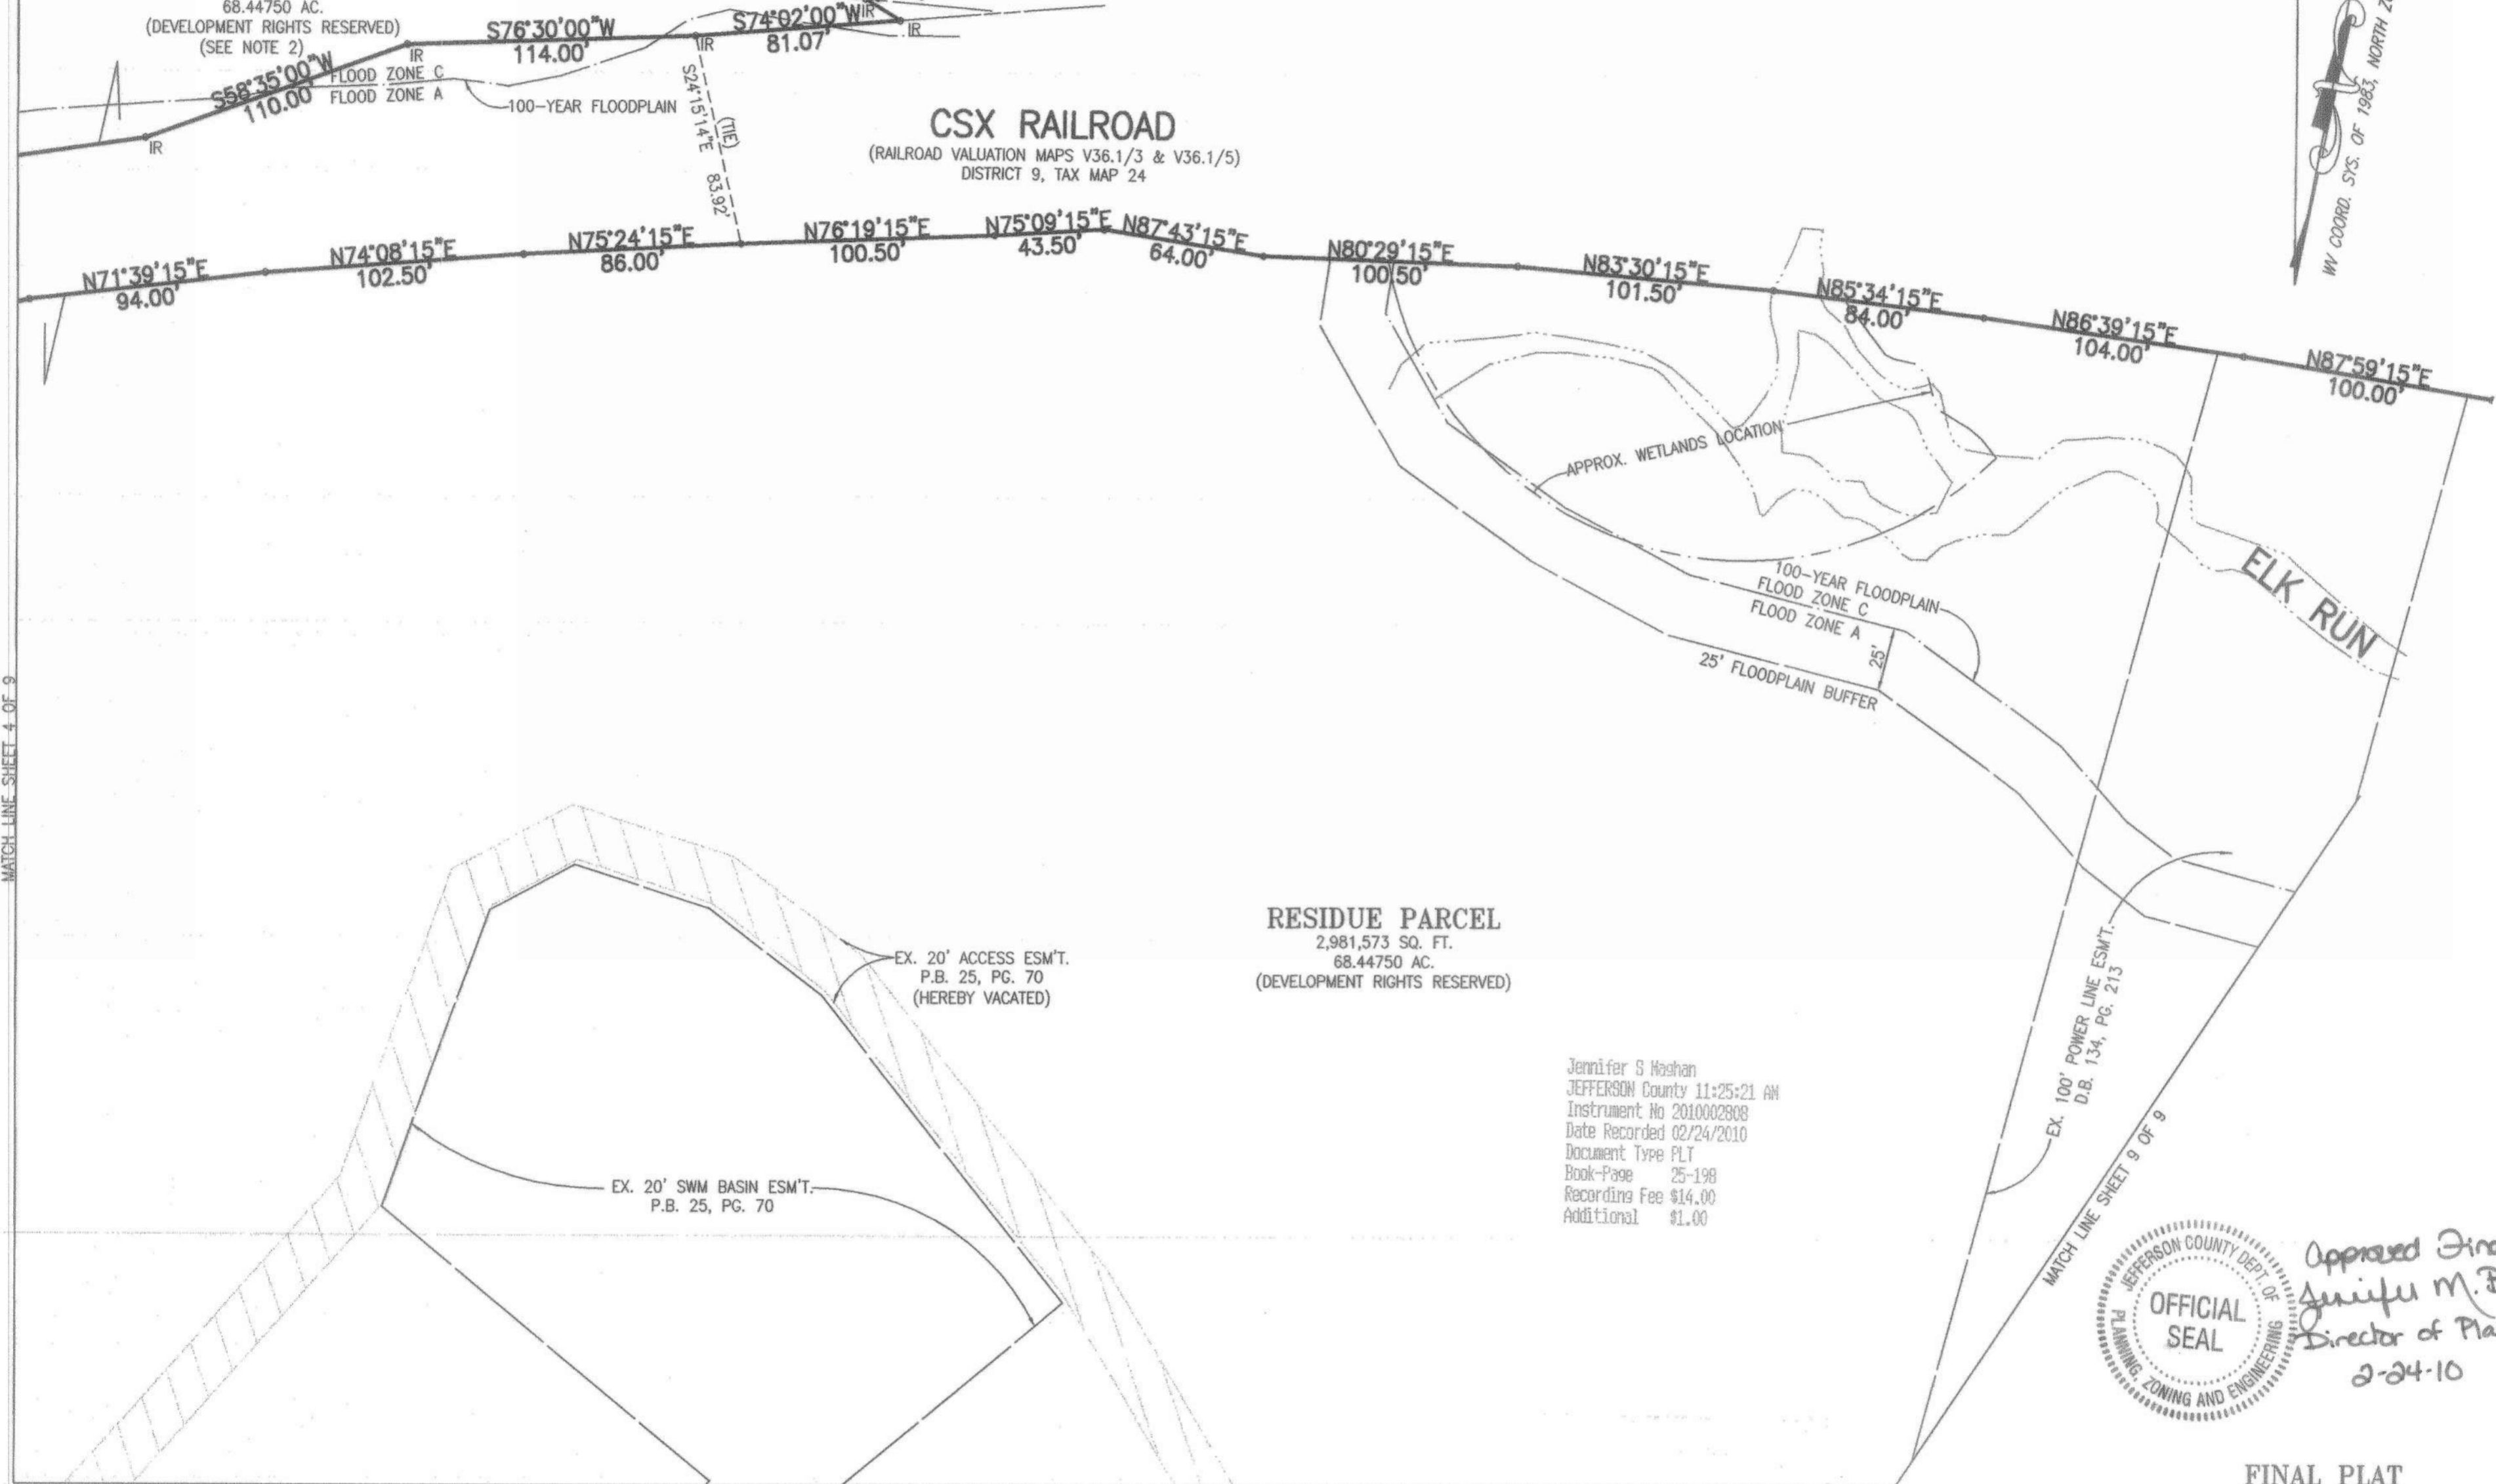 68.44750 AC.
(DEVELOPMENT RIGHTS RESERVED)
(SEE NOTE 2)
S58°35'00"W
110.00'
IR
IR
S76°30'00"W
114.00'
IR
S74°02'00"W
81.07'
IR
IR
FLOOD ZONE C
FLOOD ZONE A
100-YEAR FLOODPLAIN
S24°15'14"E 83.92'
(TIE)
CSX RAILROAD
(RAILROAD VALUATION MAPS V36.1/3 & V36.1/5)
DISTRICT 9, TAX MAP 24
WV COORD. SYS. OF 1983, NORTH
N71°39'15"E
94.00'
N74°08'15"E
102.50'
N75°24'15"E
86.00'
N76°19'15"E
100.50'
N75°09'15"E
43.50'
N87°43'15"E
64.00'
N80°29'15"E
100.50'
N83°30'15"E
101.50'
N85°34'15"E
84.00'
N86°39'15"E
104.00'
N87°59'15"E
100.00'
APPROX. WETLANDS LOCATION
100-YEAR FLOODPLAIN
FLOOD ZONE C
FLOOD ZONE A
25'
25' FLOODPLAIN BUFFER
ELK RUN
MATCH LINE SHEET 4 OF 9
EX. 20' ACCESS ESM'T.
P.B. 25, PG. 70
(HEREBY VACATED)
RESIDUE PARCEL
2,981,573 SQ. FT.
68.44750 AC.
(DEVELOPMENT RIGHTS RESERVED)
EX. 100' POWER LINE ESM'T.
D.B. 134, PG. 213
MATCH LINE SHEET 9 OF 9
EX. 20' SWM BASIN ESM'T.
P.B. 25, PG. 70
Jennifer S Maghan
JEFFERSON County 11:25:21 AM
Instrument No 2010002808
Date Recorded 02/24/2010
Document Type PLT
Book-Page 25-198
Recording Fee $14.00
Additional $1.00
JEFFERSON COUNTY DEPT. OF
PLANNING, ZONING AND ENGINEERING
OFFICIAL
SEAL
Approved
Jennifer M.
Director of
2-24-10
FINAL PLAT